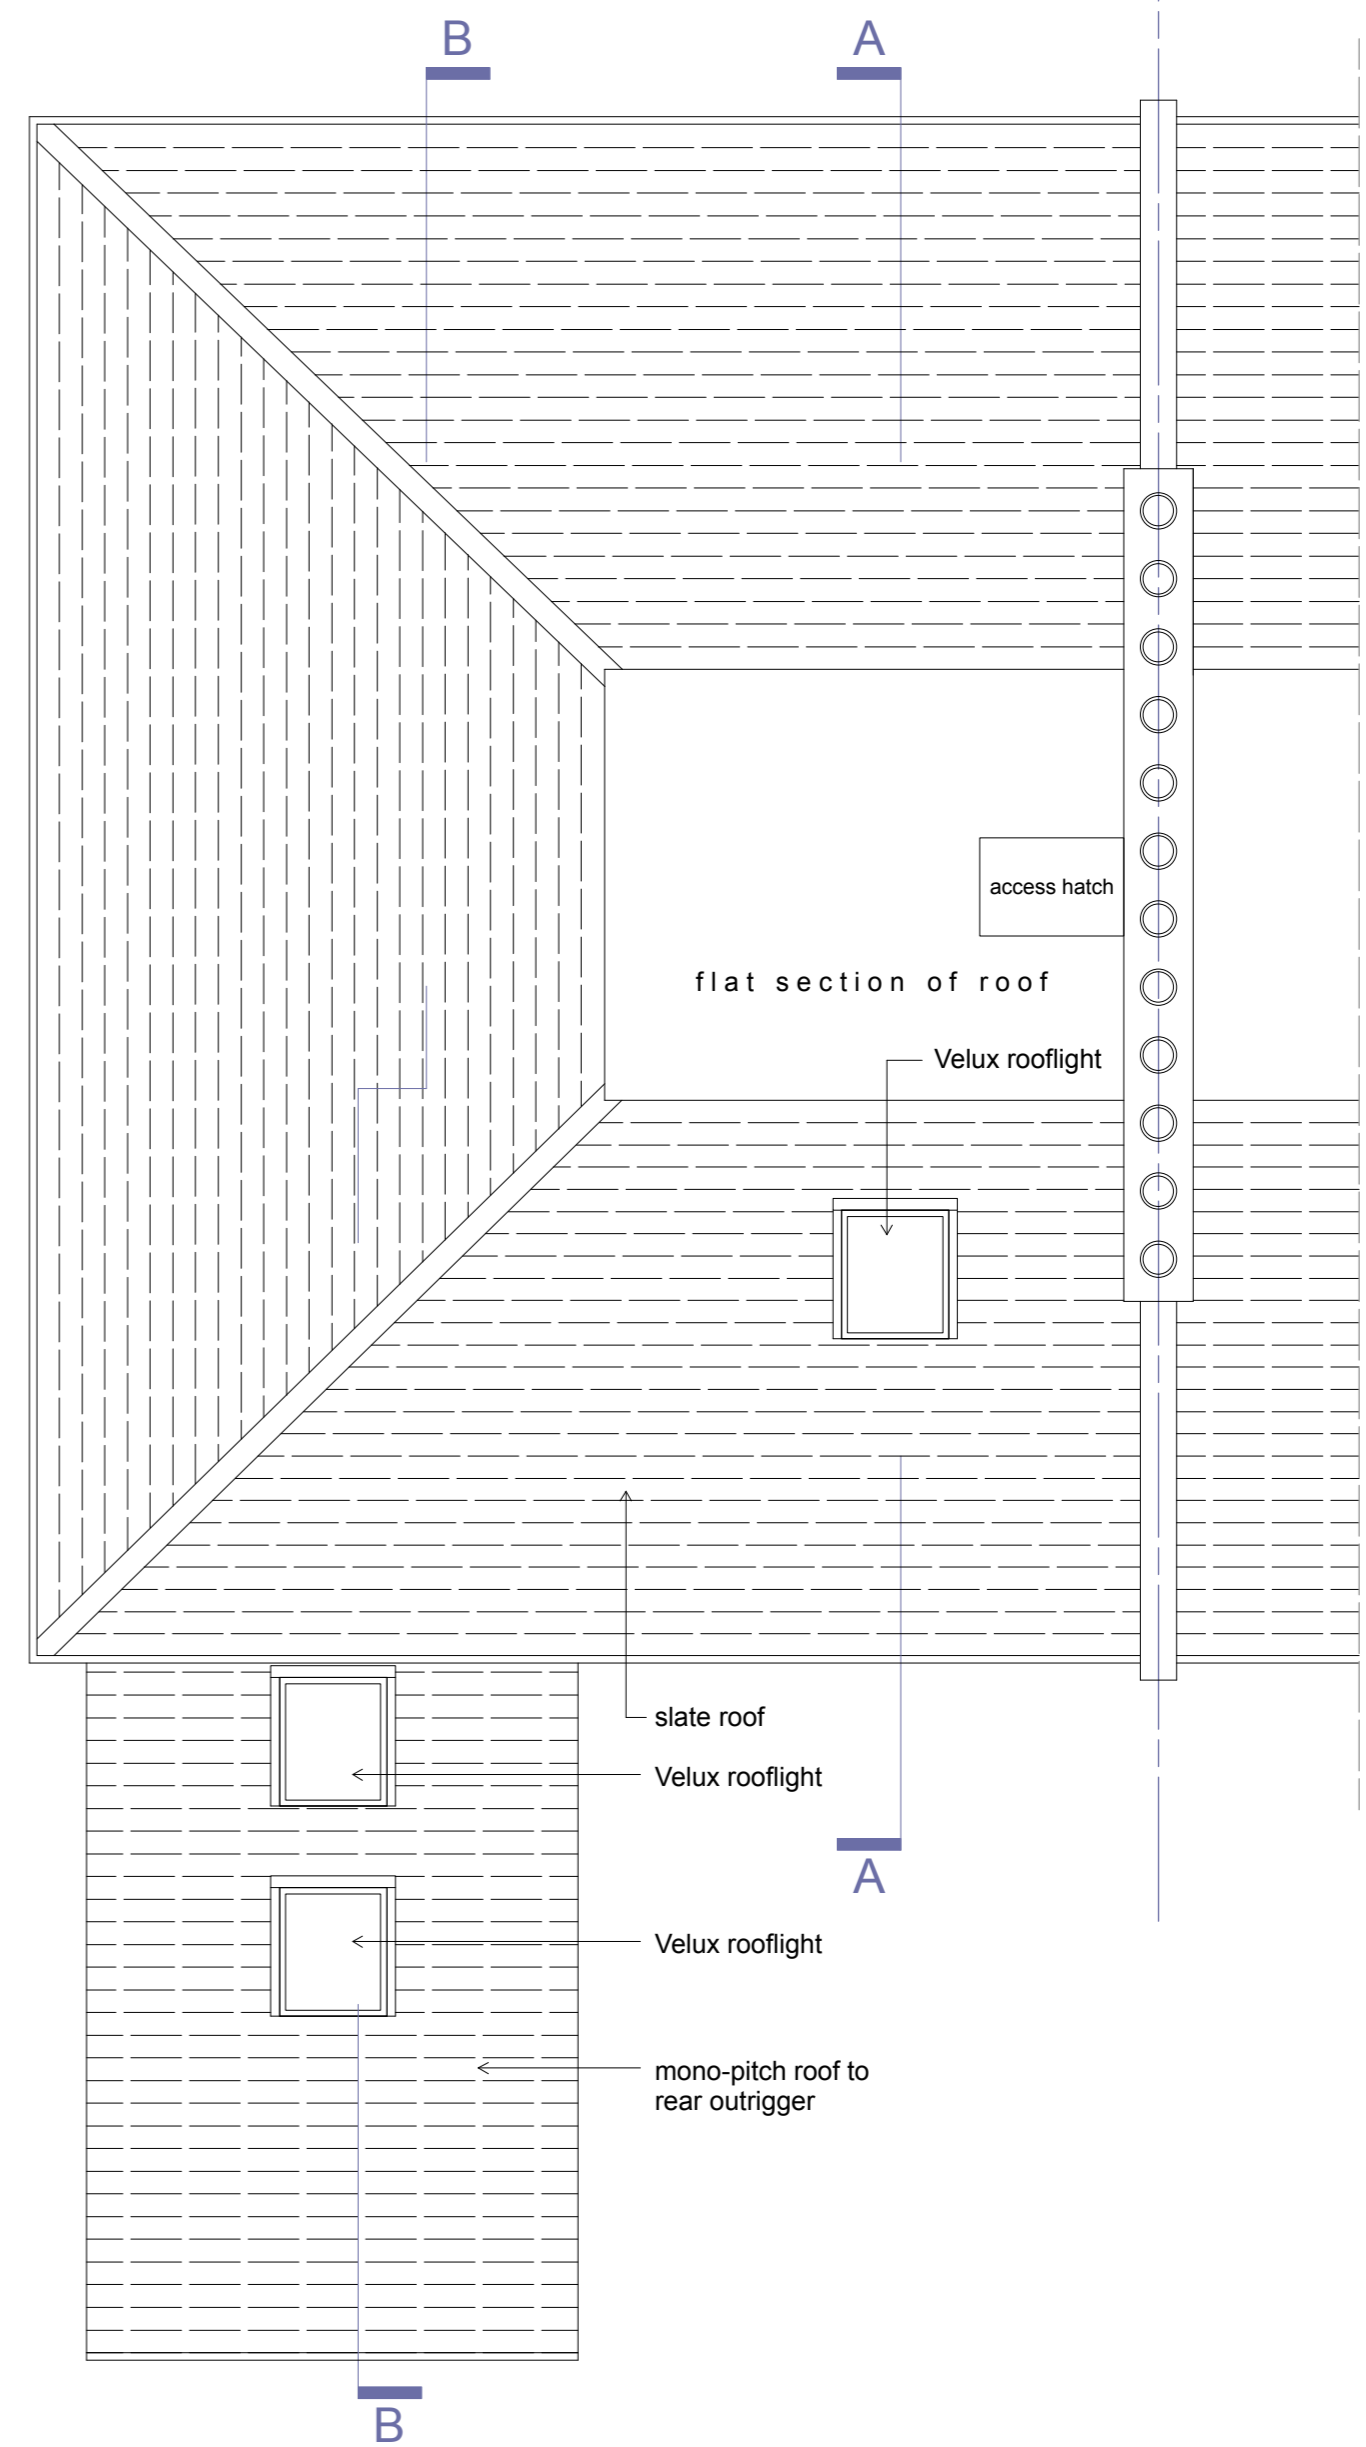 B
A
access hatch
flat section of roof
Velux rooflight
slate roof
Velux rooflight
A
Velux rooflight
mono-pitch roof to
rear outrigger
B